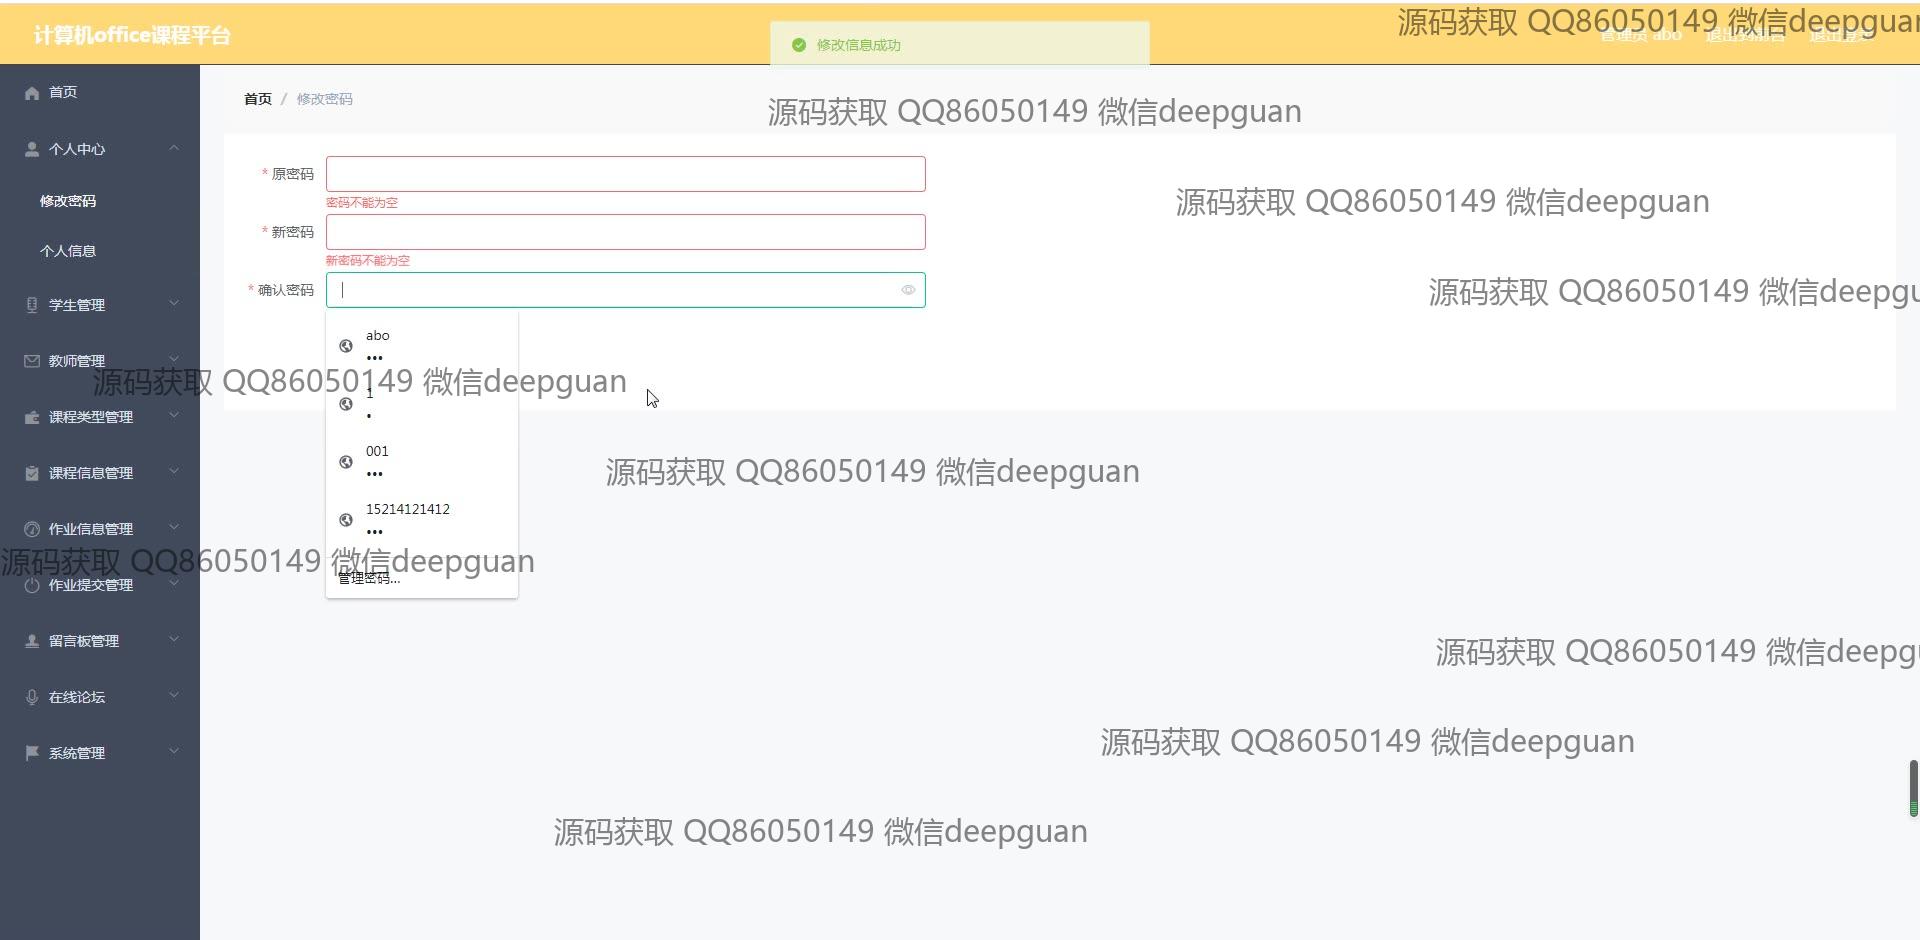 计算机office课程平台
修改信息成功
源码获取 QQ86050149 微信deepguan
管理员 abo
退出到前台
退出登录
首页
首页 / 修改密码
源码获取 QQ86050149 微信deepguan
个人中心
* 原密码
密码不能为空
修改密码
源码获取 QQ86050149 微信deepguan
* 新密码
个人信息
新密码不能为空
* 确认密码
源码获取 QQ86050149 微信deepgu
学生管理
abo
•••
教师管理
源码获取 QQ86050149 微信deepguan
1
•
课程类型管理
001
•••
课程信息管理
源码获取 QQ86050149 微信deepguan
15214121412
•••
作业信息管理
源码获取 QQ86050149 微信deepguan
管理密码...
作业提交管理
留言板管理
源码获取 QQ86050149 微信deepgu
在线论坛
源码获取 QQ86050149 微信deepguan
系统管理
源码获取 QQ86050149 微信deepguan